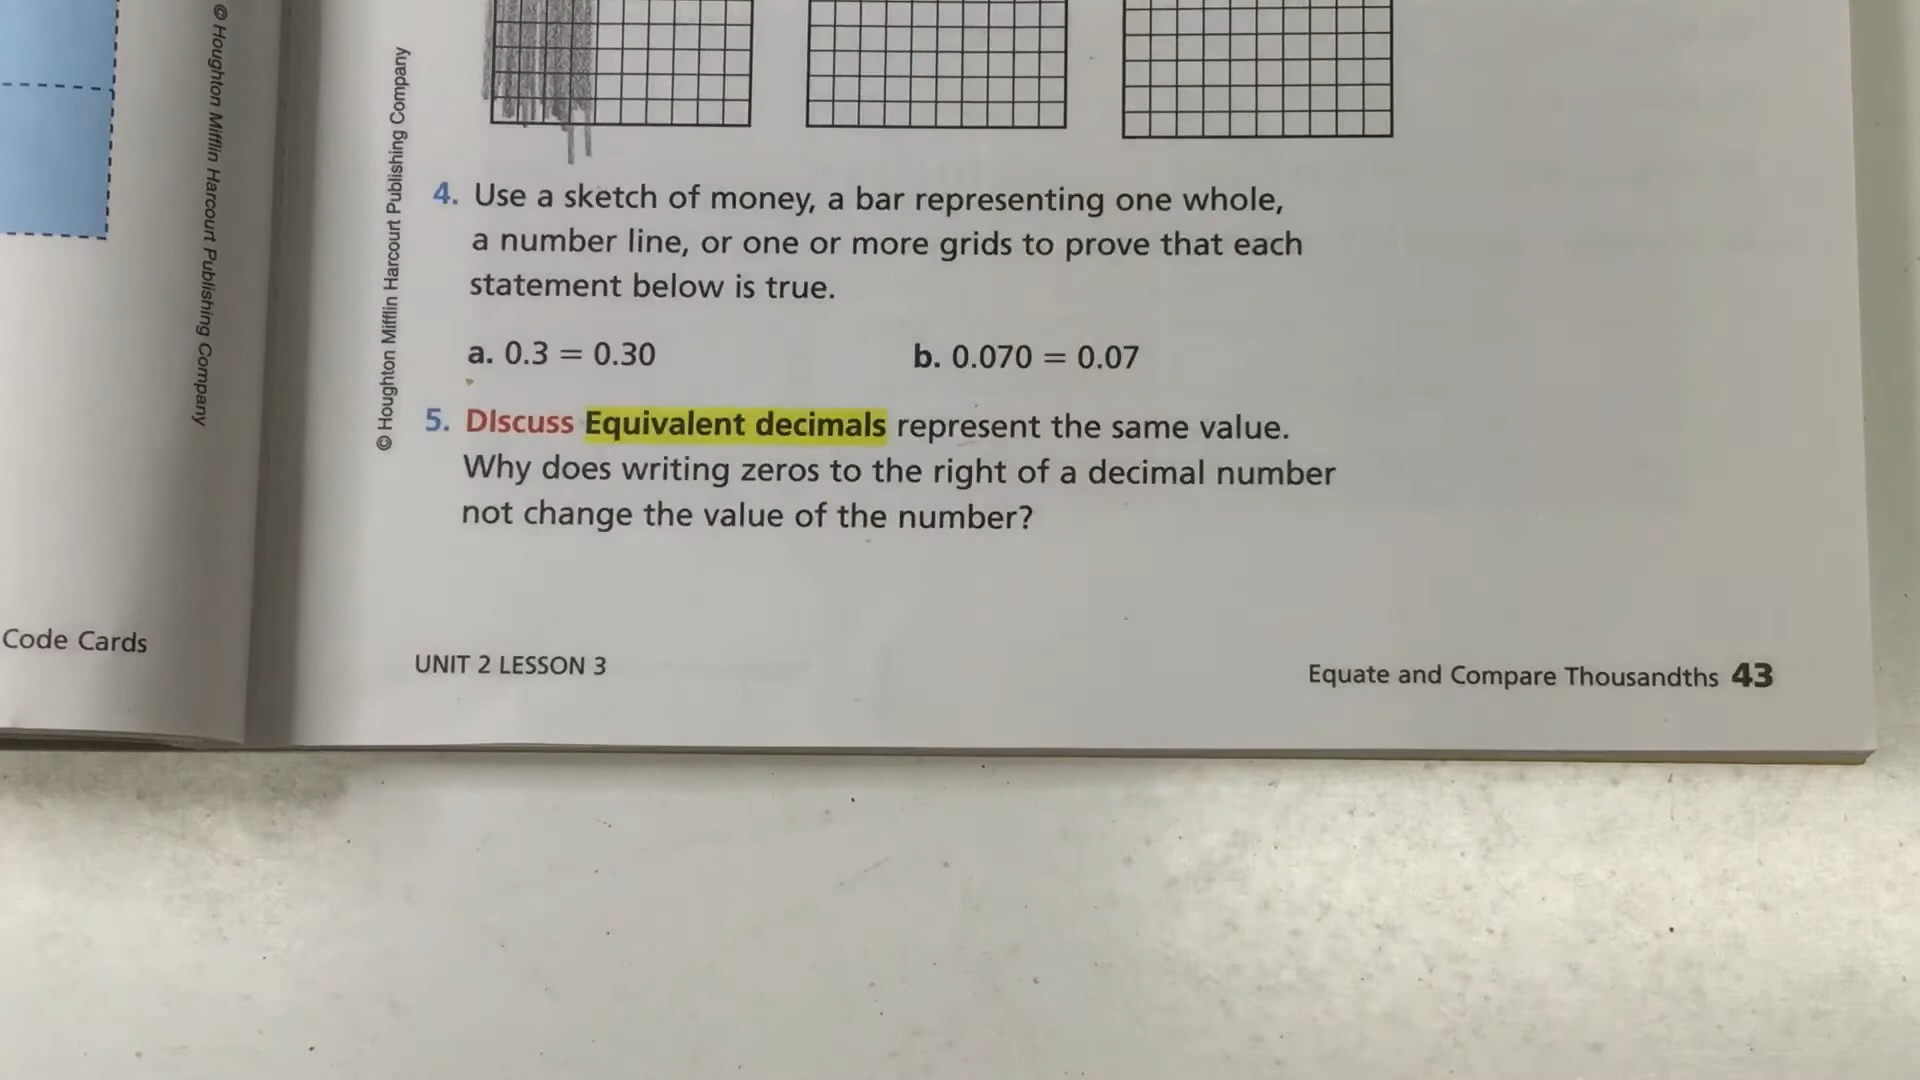 © Houghton Mifflin Harcourt Publishing Company
Code Cards
© Houghton Mifflin Harcourt Publishing Company
4. Use a sketch of money, a bar representing one whole,
a number line, or one or more grids to prove that each
statement below is true.
a. 0.3 = 0.30
b. 0.070 = 0.07
5. DIscuss Equivalent decimals represent the same value.
Why does writing zeros to the right of a decimal number
not change the value of the number?
UNIT 2 LESSON 3
Equate and Compare Thousandths 43